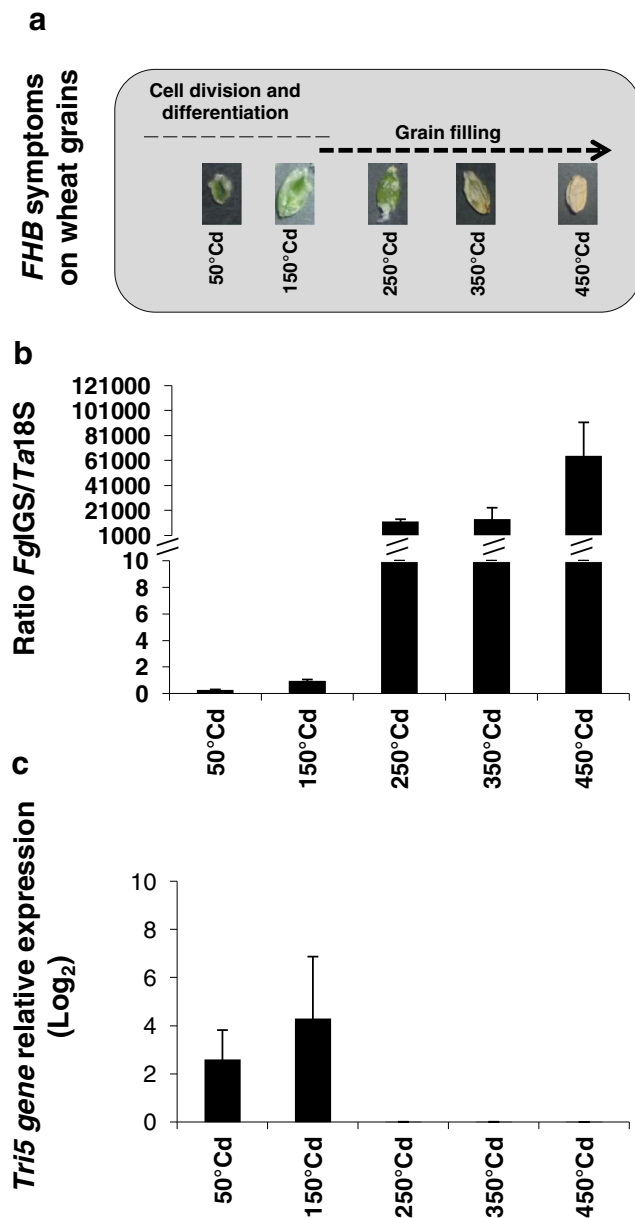 a
FHB symptoms
on wheat grains
Cell division and
differentiation
Grain filling
50°Cd
150°Cd
250°Cd
350°Cd
450°Cd
b
Ratio FgIGS/Ta18S
121000
101000
81000
61000
41000
21000
1000
10
8
6
4
2
0
50°Cd
150°Cd
250°Cd
350°Cd
450°Cd
c
Tri5 gene relative expression
(Log₂)
10
8
6
4
2
0
50°Cd
150°Cd
250°Cd
350°Cd
450°Cd